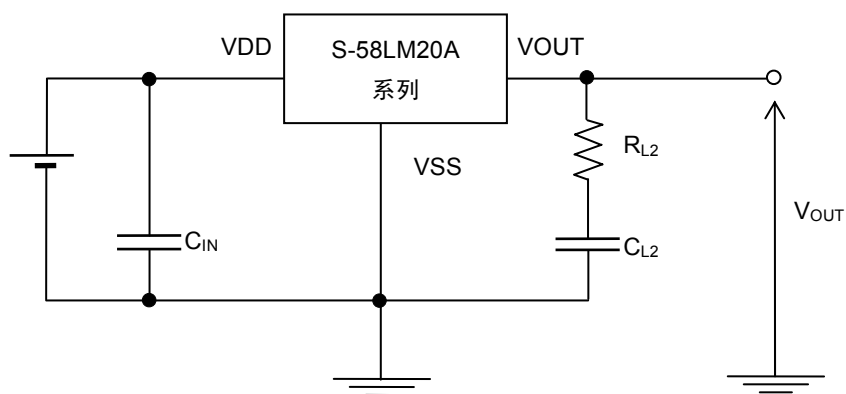 VDD
S-58LM20A
系列
VOUT
VSS
RL2
CIN
CL2
VOUT